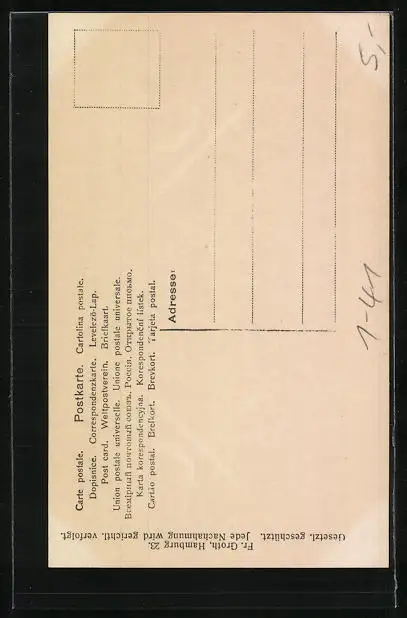 Carte postale. Postkarte. Cartolina postale.
Dopisnice. Correspondenzkarte. Levelező-Lap.
Post card. Weltpostverein. Briefkaart.
Union postale universelle. Unione postale universale.
Всемірный почтовый союзъ. Россія. Открытое письмо.
Karta korespondencyjna. Korespondenční lístek.
Cartão postal. Brefkort. Brevkort. Tarjeta postal.
Adresse:
Fr. Groth, Hamburg 23.
Gesetzl. geschützt. Jede Nachahmung wird gerichtl. verfolgt.
5,-
1-41